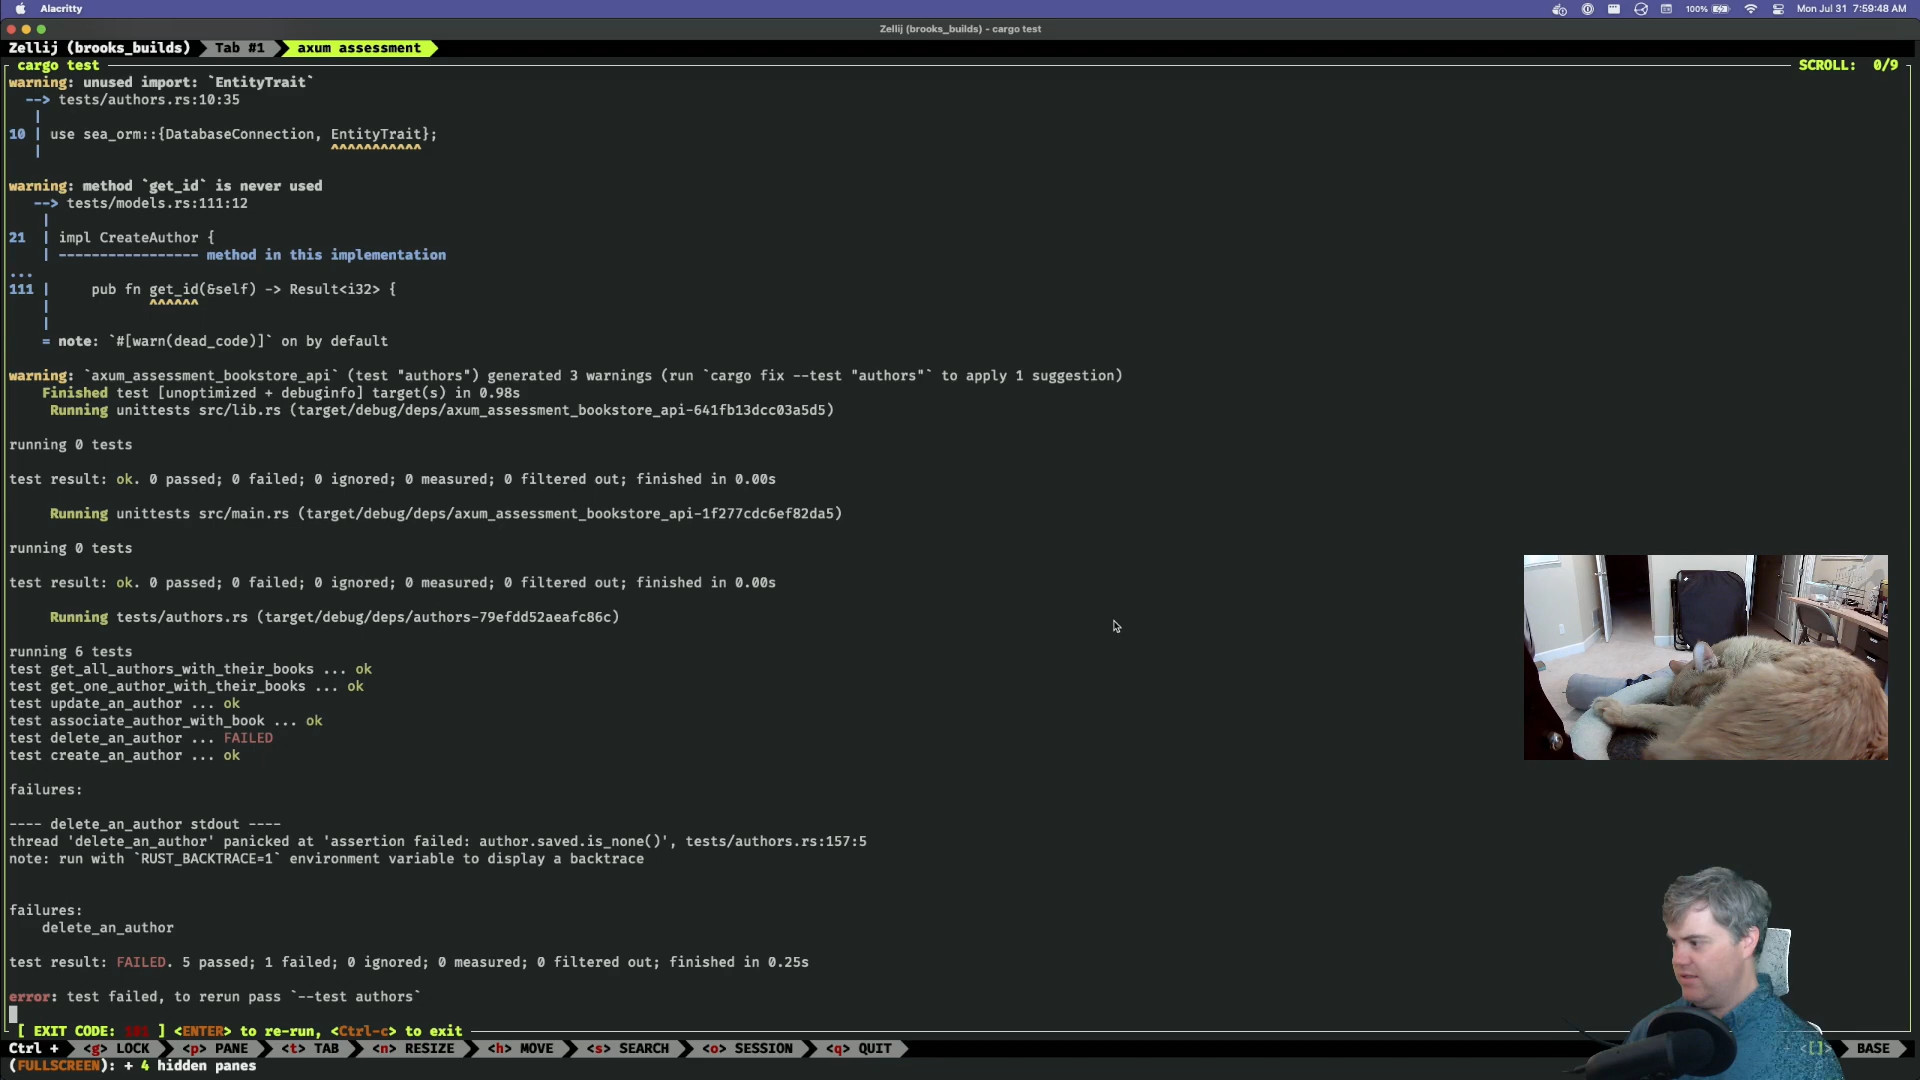 Alacritty
100%
Mon Jul 31 7:59:48 AM
Zellij (brooks_builds) - cargo test
Zellij (brooks_builds) Tab #1 axum assessment
cargo test
SCROLL: 0/9
warning: unused import: `EntityTrait`
--> tests/authors.rs:10:35
|
10 | use sea_orm::{DatabaseConnection, EntityTrait};
| ^^^^^^^^^^^
warning: method `get_id` is never used
--> tests/models.rs:111:12
|
21 | impl CreateAuthor {
| ----------------- method in this implementation
...
111 | pub fn get_id(&self) -> Result<i32> {
| ^^^^^^
|
= note: `#[warn(dead_code)]` on by default
warning: `axum_assessment_bookstore_api` (test "authors") generated 3 warnings (run `cargo fix --test "authors"` to apply 1 suggestion)
Finished test [unoptimized + debuginfo] target(s) in 0.98s
Running unittests src/lib.rs (target/debug/deps/axum_assessment_bookstore_api-641fb13dcc03a5d5)
running 0 tests
test result: ok. 0 passed; 0 failed; 0 ignored; 0 measured; 0 filtered out; finished in 0.00s
Running unittests src/main.rs (target/debug/deps/axum_assessment_bookstore_api-1f277cdc6ef82da5)
running 0 tests
test result: ok. 0 passed; 0 failed; 0 ignored; 0 measured; 0 filtered out; finished in 0.00s
Running tests/authors.rs (target/debug/deps/authors-79efdd52aeafc86c)
running 6 tests
test get_all_authors_with_their_books ... ok
test get_one_author_with_their_books ... ok
test update_an_author ... ok
test associate_author_with_book ... ok
test delete_an_author ... FAILED
test create_an_author ... ok
failures:
---- delete_an_author stdout ----
thread 'delete_an_author' panicked at 'assertion failed: author.saved.is_none()', tests/authors.rs:157:5
note: run with `RUST_BACKTRACE=1` environment variable to display a backtrace
failures:
delete_an_author
test result: FAILED. 5 passed; 1 failed; 0 ignored; 0 measured; 0 filtered out; finished in 0.25s
error: test failed, to rerun pass `--test authors`
[ EXIT CODE: 101 ] <ENTER> to re-run, <Ctrl-c> to exit
Ctrl + <g> LOCK <p> PANE <t> TAB <n> RESIZE <h> MOVE <s> SEARCH <o> SESSION <q> QUIT <[]> BASE
(FULLSCREEN): + 4 hidden panes